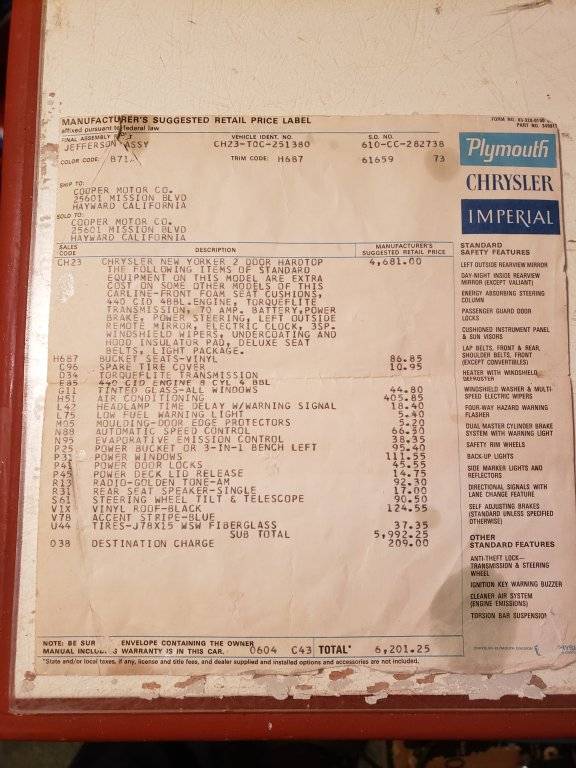 MANUFACTURER'S SUGGESTED RETAIL PRICE LABEL
affixed pursuant to federal law
FORM NO.
PART NO.
FINAL ASSEMBLY
JEFFERSON ASSY
VEHICLE IDENT. NO.
CH23-T0C-251380
S.O. NO.
610-CC-282738
COLOR CODE: B71
TRIM CODE: H6B7
61659 73
SHIP TO:
COOPER MOTOR CO.
25601 MISSION BLVD
HAYWARD CALIFORNIA
SOLD TO:
COOPER MOTOR CO.
25601 MISSION BLVD
HAYWARD CALIFORNIA
SALES CODE DESCRIPTION MANUFACTURER'S SUGGESTED RETAIL PRICE
CH23 CHRYSLER NEW YORKER 2 DOOR HARDTOP 4,681.00
THE FOLLOWING ITEMS OF STANDARD
EQUIPMENT ON THIS MODEL ARE EXTRA
COST ON SOME OTHER MODELS OF THIS
CARLINE-FRONT FOAM SEAT CUSHIONS,
440 CID 4BBL.ENGINE, TORQUEFLITE
TRANSMISSION, 70 AMP. BATTERY,POWER
BRAKE, POWER STEERING, LEFT OUTSIDE
REMOTE MIRROR, ELECTRIC CLOCK, 3SP.
WINDSHIELD WIPERS, UNDERCOATING AND
HOOD INSULATOR PAD, DELUXE SEAT
BELTS, LIGHT PACKAGE.
H6B7 BUCKET SEATS-VINYL 86.85
C96 SPARE TIRE COVER 10.95
D34 TORQUEFLITE TRANSMISSION
E85 440 CID ENGINE 8 CYL 4 BBL
G11 TINTED GLASS-ALL WINDOWS 44.80
H51 AIR CONDITIONING 405.85
L42 HEADLAMP TIME DELAY W/WARNING SIGNAL 18.40
L75 LOW FUEL WARNING LIGHT 5.40
M05 MOULDING-DOOR EDGE PROTECTORS 5.20
N88 AUTOMATIC SPEED CONTROL 66.50
N95 EVAPORATIVE EMISSION CONTROL 38.35
P25 POWER BUCKET OR 3-IN-1 BENCH LEFT 95.40
P31 POWER WINDOWS 111.55
P41 POWER DOOR LOCKS 45.55
P45 POWER DECK LID RELEASE 14.75
R13 RADIO-GOLDEN TONE-AM 92.30
R31 REAR SEAT SPEAKER-SINGLE 17.00
S61 STEERING WHEEL TILT & TELESCOPE 90.50
V1X VINYL ROOF-BLACK 124.55
V78 ACCENT STRIPE-BLUE
U44 TIRES-J78X15 WSW FIBERGLASS 37.35
SUB TOTAL 5,992.25
038 DESTINATION CHARGE 209.00
NOTE: BE SUR ENVELOPE CONTAINING THE OWNER
MANUAL WARRANTY IS IN THIS CAR. 0604 C43 TOTAL* 6,201.25
*State and/or local taxes, if any, license and title fees, and dealer supplied and installed options and accessories are not included.
Plymouth
CHRYSLER
IMPERIAL
STANDARD
SAFETY FEATURES
LEFT OUTSIDE REARVIEW MIRROR
DAY-NIGHT INSIDE REARVIEW
MIRROR (EXCEPT VALIANT)
ENERGY ABSORBING STEERING
COLUMN
PASSENGER GUARD DOOR
LOCKS
CUSHIONED INSTRUMENT PANEL
& SUN VISORS
LAP BELTS, FRONT & REAR,
SHOULDER BELTS, FRONT
(EXCEPT CONVERTIBLES)
HEATER WITH WINDSHIELD
DEFROSTER
WINDSHIELD WASHER & MULTI-
SPEED ELECTRIC WIPERS
FOUR-WAY HAZARD WARNING
FLASHER
DUAL MASTER CYLINDER BRAKE
SYSTEM WITH WARNING LIGHT
SAFETY RIM WHEELS
BACK-UP LIGHTS
SIDE MARKER LIGHTS AND
REFLECTORS
DIRECTIONAL SIGNALS WITH
LANE CHANGE FEATURE
SELF ADJUSTING BRAKES
(STANDARD UNLESS SPECIFIED
OTHERWISE)
OTHER
STANDARD FEATURES
ANTI-THEFT LOCK—
TRANSMISSION & STEERING
WHEEL
IGNITION KEY WARNING BUZZER
CLEANER AIR SYSTEM
(ENGINE EMISSIONS)
TORSION BAR SUSPENSION
CHRYSLER-PLYMOUTH DIVISION